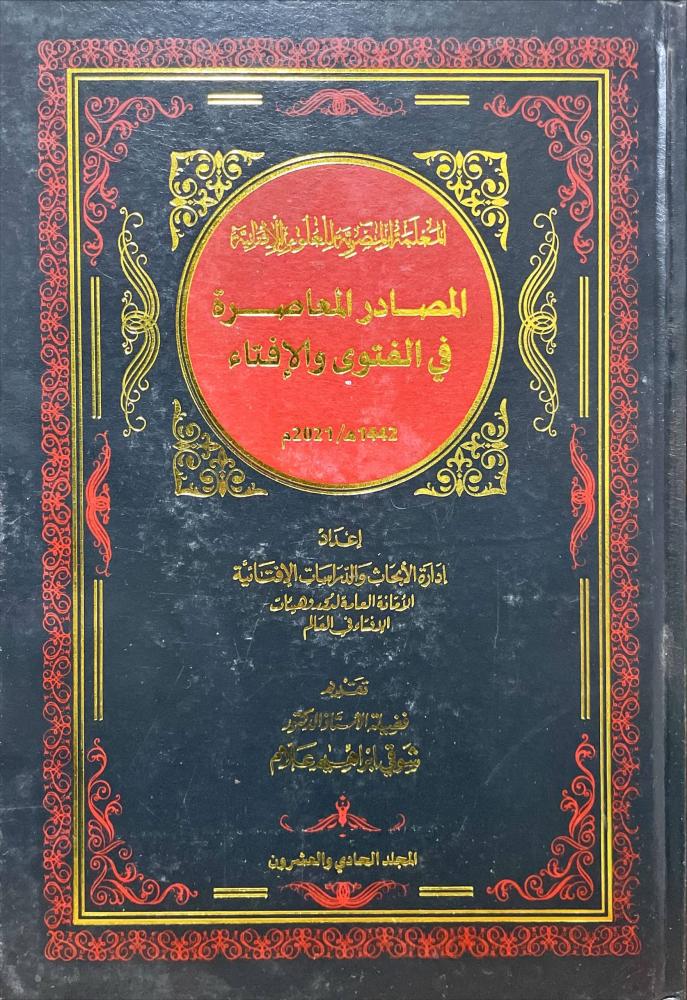 المعلمة المصرية للعلوم الإفتائية
المصادر المعاصرة
في الفتوى والإفتاء
1442هـ/2021م
إعداد
إدارة الأبحاث والدراسات الإفتائية
الأمانة العامة لدور وهيئات
الإفتاء في العالم
تقديم
فضيلة الأستاذ الدكتور
شوقي إبراهيم علام
المجلد الحادي والعشرون